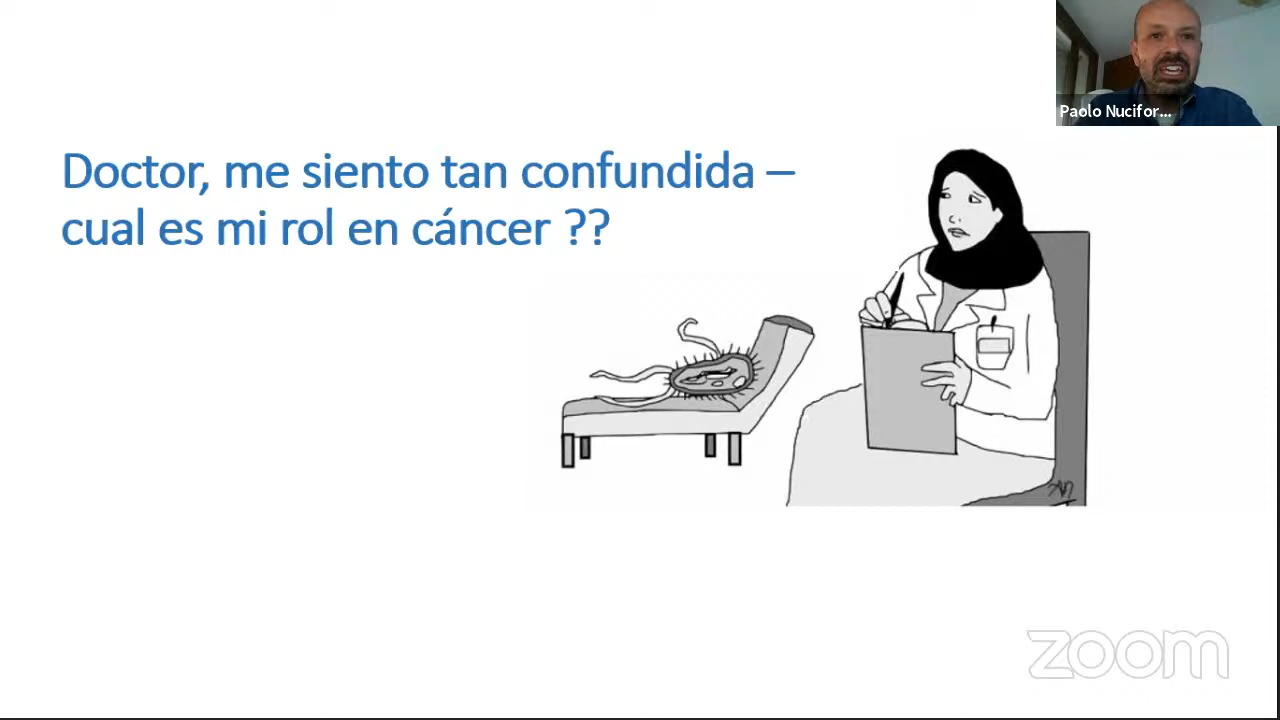 Paolo Nucifor...
Doctor, me siento tan confundida –
cual es mi rol en cáncer ??
zoom